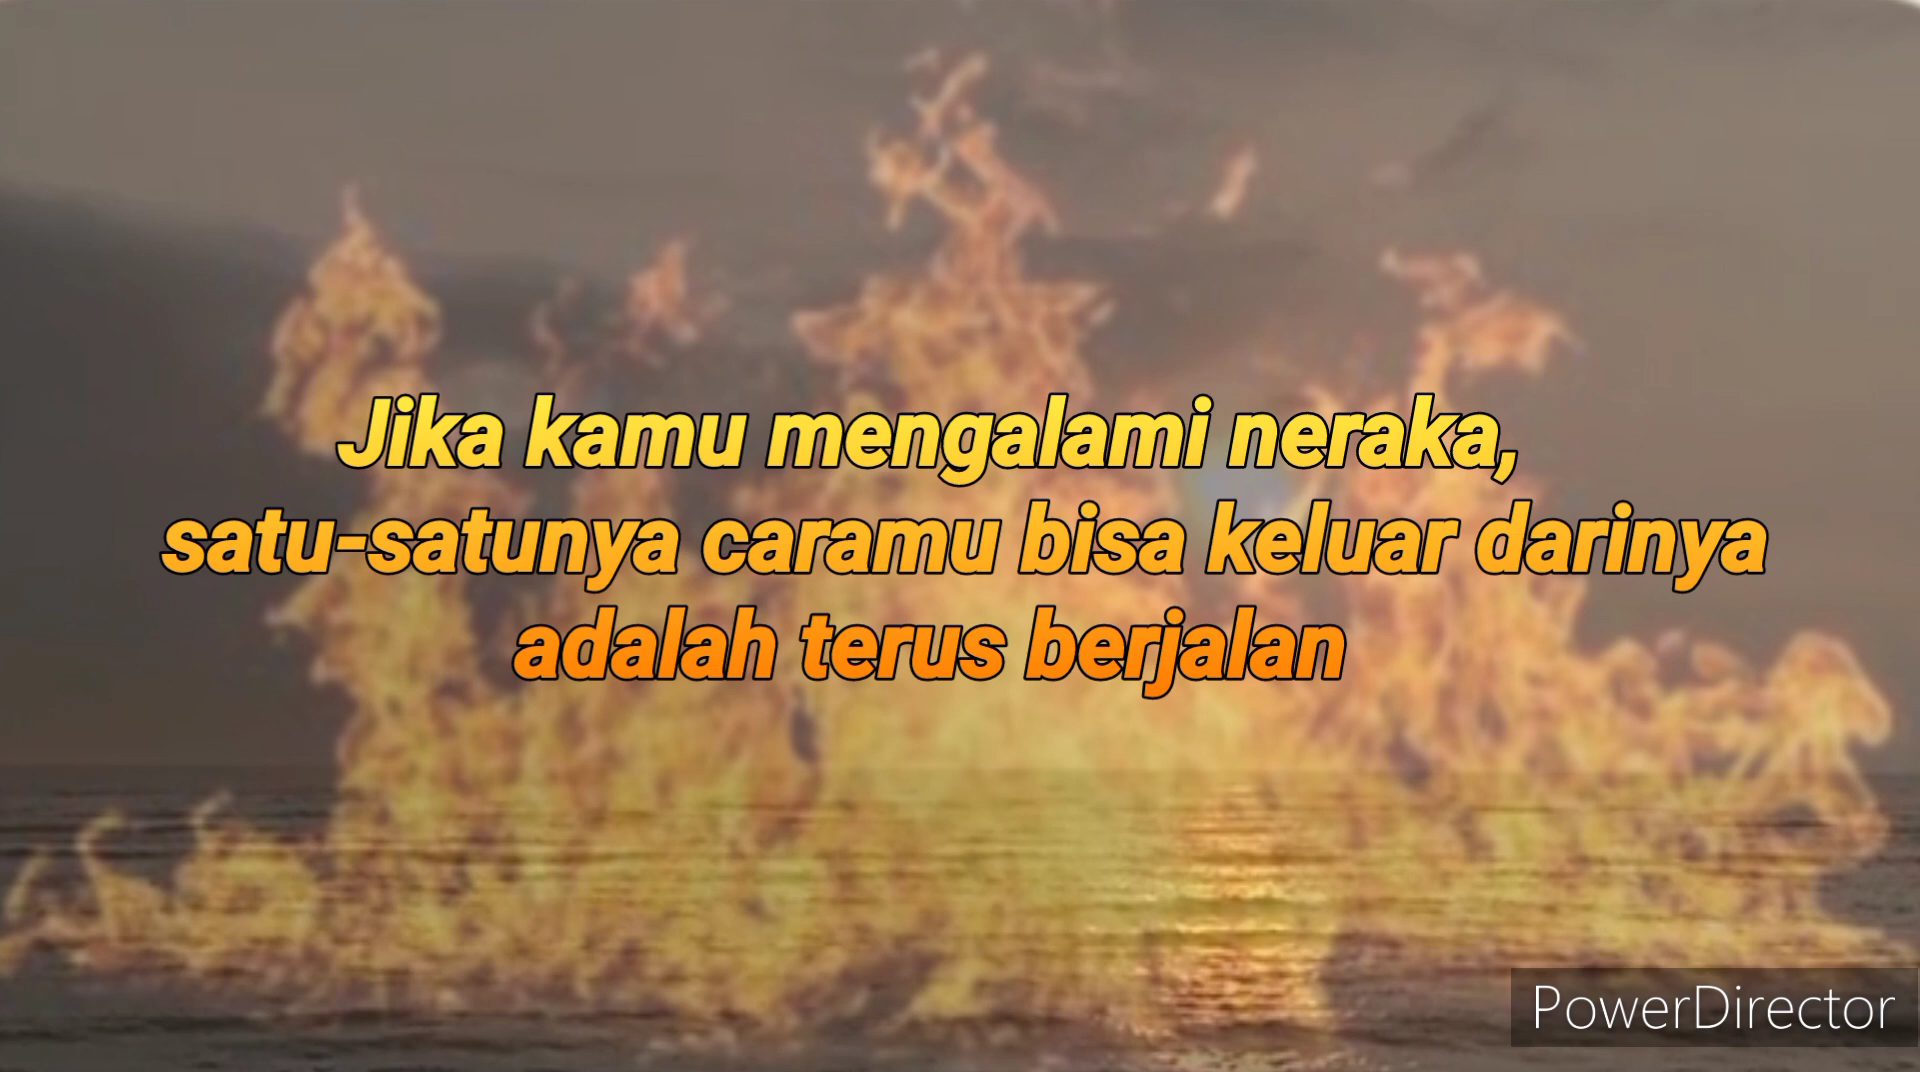 Jika kamu mengalami neraka,
satu-satunya caramu bisa keluar darinya
adalah terus berjalan
PowerDirector